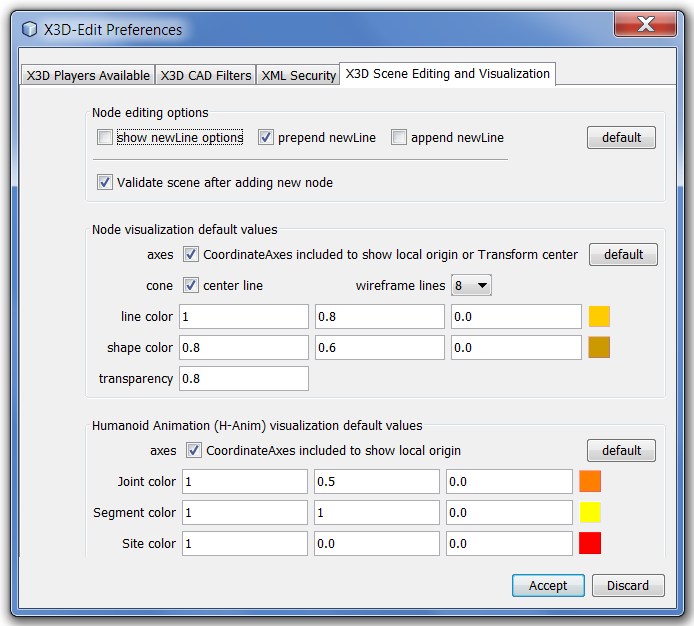 X3D-Edit Preferences
X3D Players Available X3D CAD Filters XML Security X3D Scene Editing and Visualization
Node editing options
show newLine options prepend newLine append newLine default
Validate scene after adding new node
Node visualization default values
axes CoordinateAxes included to show local origin or Transform center default
cone center line wireframe lines 8
line color 1 0.8 0.0
shape color 0.8 0.6 0.0
transparency 0.8
Humanoid Animation (H-Anim) visualization default values
axes CoordinateAxes included to show local origin default
Joint color 1 0.5 0.0
Segment color 1 1 0.0
Site color 1 0.0 0.0
Accept Discard